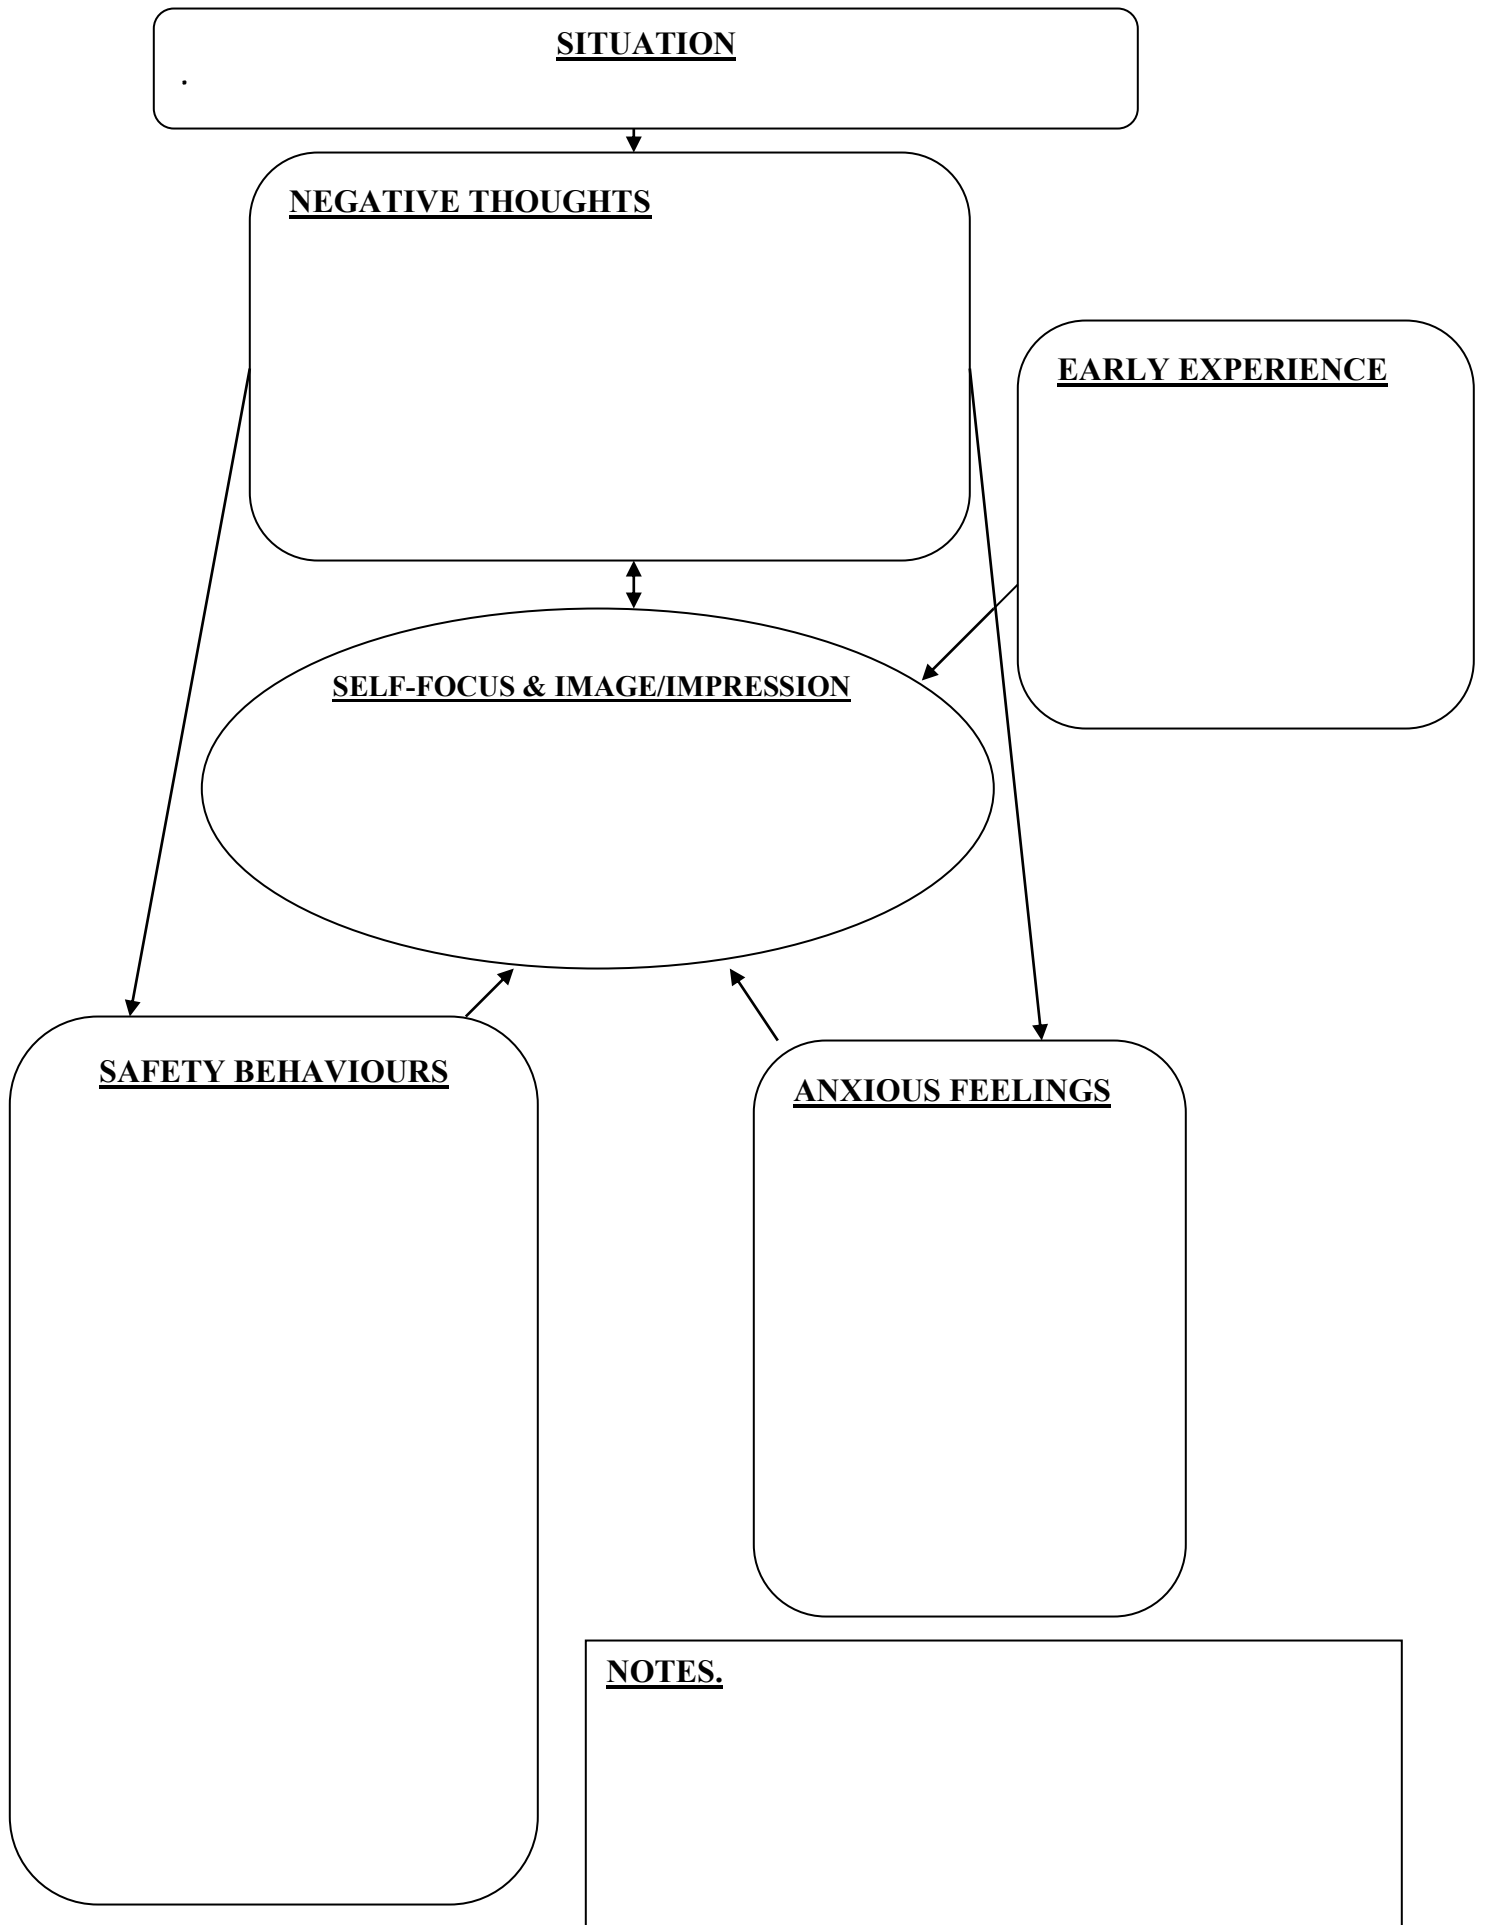 SITUATION
.
NEGATIVE THOUGHTS
EARLY EXPERIENCE
SELF-FOCUS & IMAGE/IMPRESSION
SAFETY BEHAVIOURS
ANXIOUS FEELINGS
NOTES.